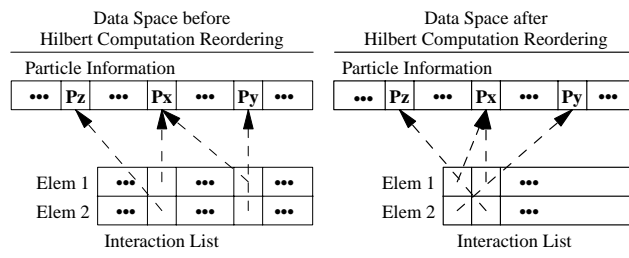 Data Space before
Hilbert Computation Reordering
Particle Information
••• Pz ••• Px ••• Py •••
Elem 1 ••• ••• •••
Elem 2 ••• ••• •••
Interaction List
Data Space after
Hilbert Computation Reordering
Particle Information
••• Pz ••• Px ••• Py •••
Elem 1 •••
Elem 2 •••
Interaction List